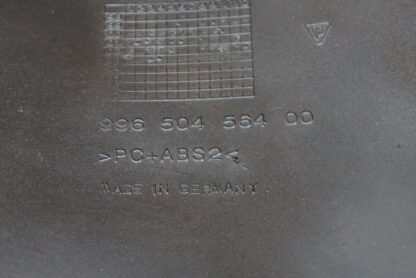 996 504 564 00
>PC+ABS2<
MADE IN GERMANY